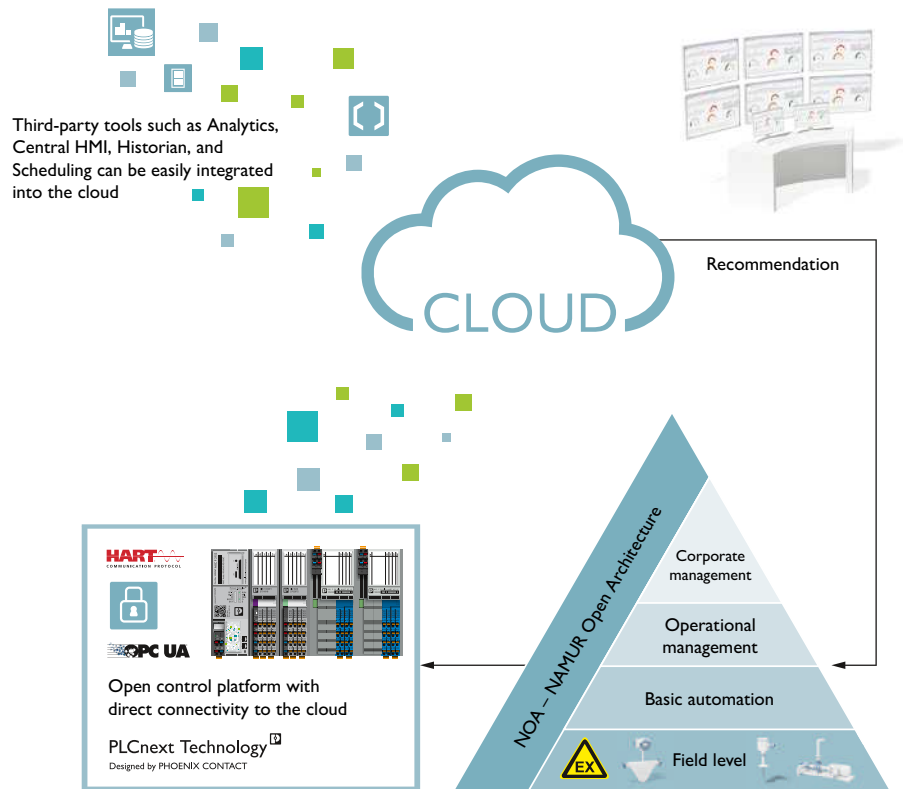 Third-party tools such as Analytics,
Central HMI, Historian, and
Scheduling can be easily integrated
into the cloud
CLOUD
Recommendation
HART
COMMUNICATION PROTOCOL
OPC UA
Open control platform with
direct connectivity to the cloud
PLCnext Technology
Designed by PHOENIX CONTACT
NOA – NAMUR Open Architecture
Corporate
management
Operational
management
Basic automation
EX
Field level